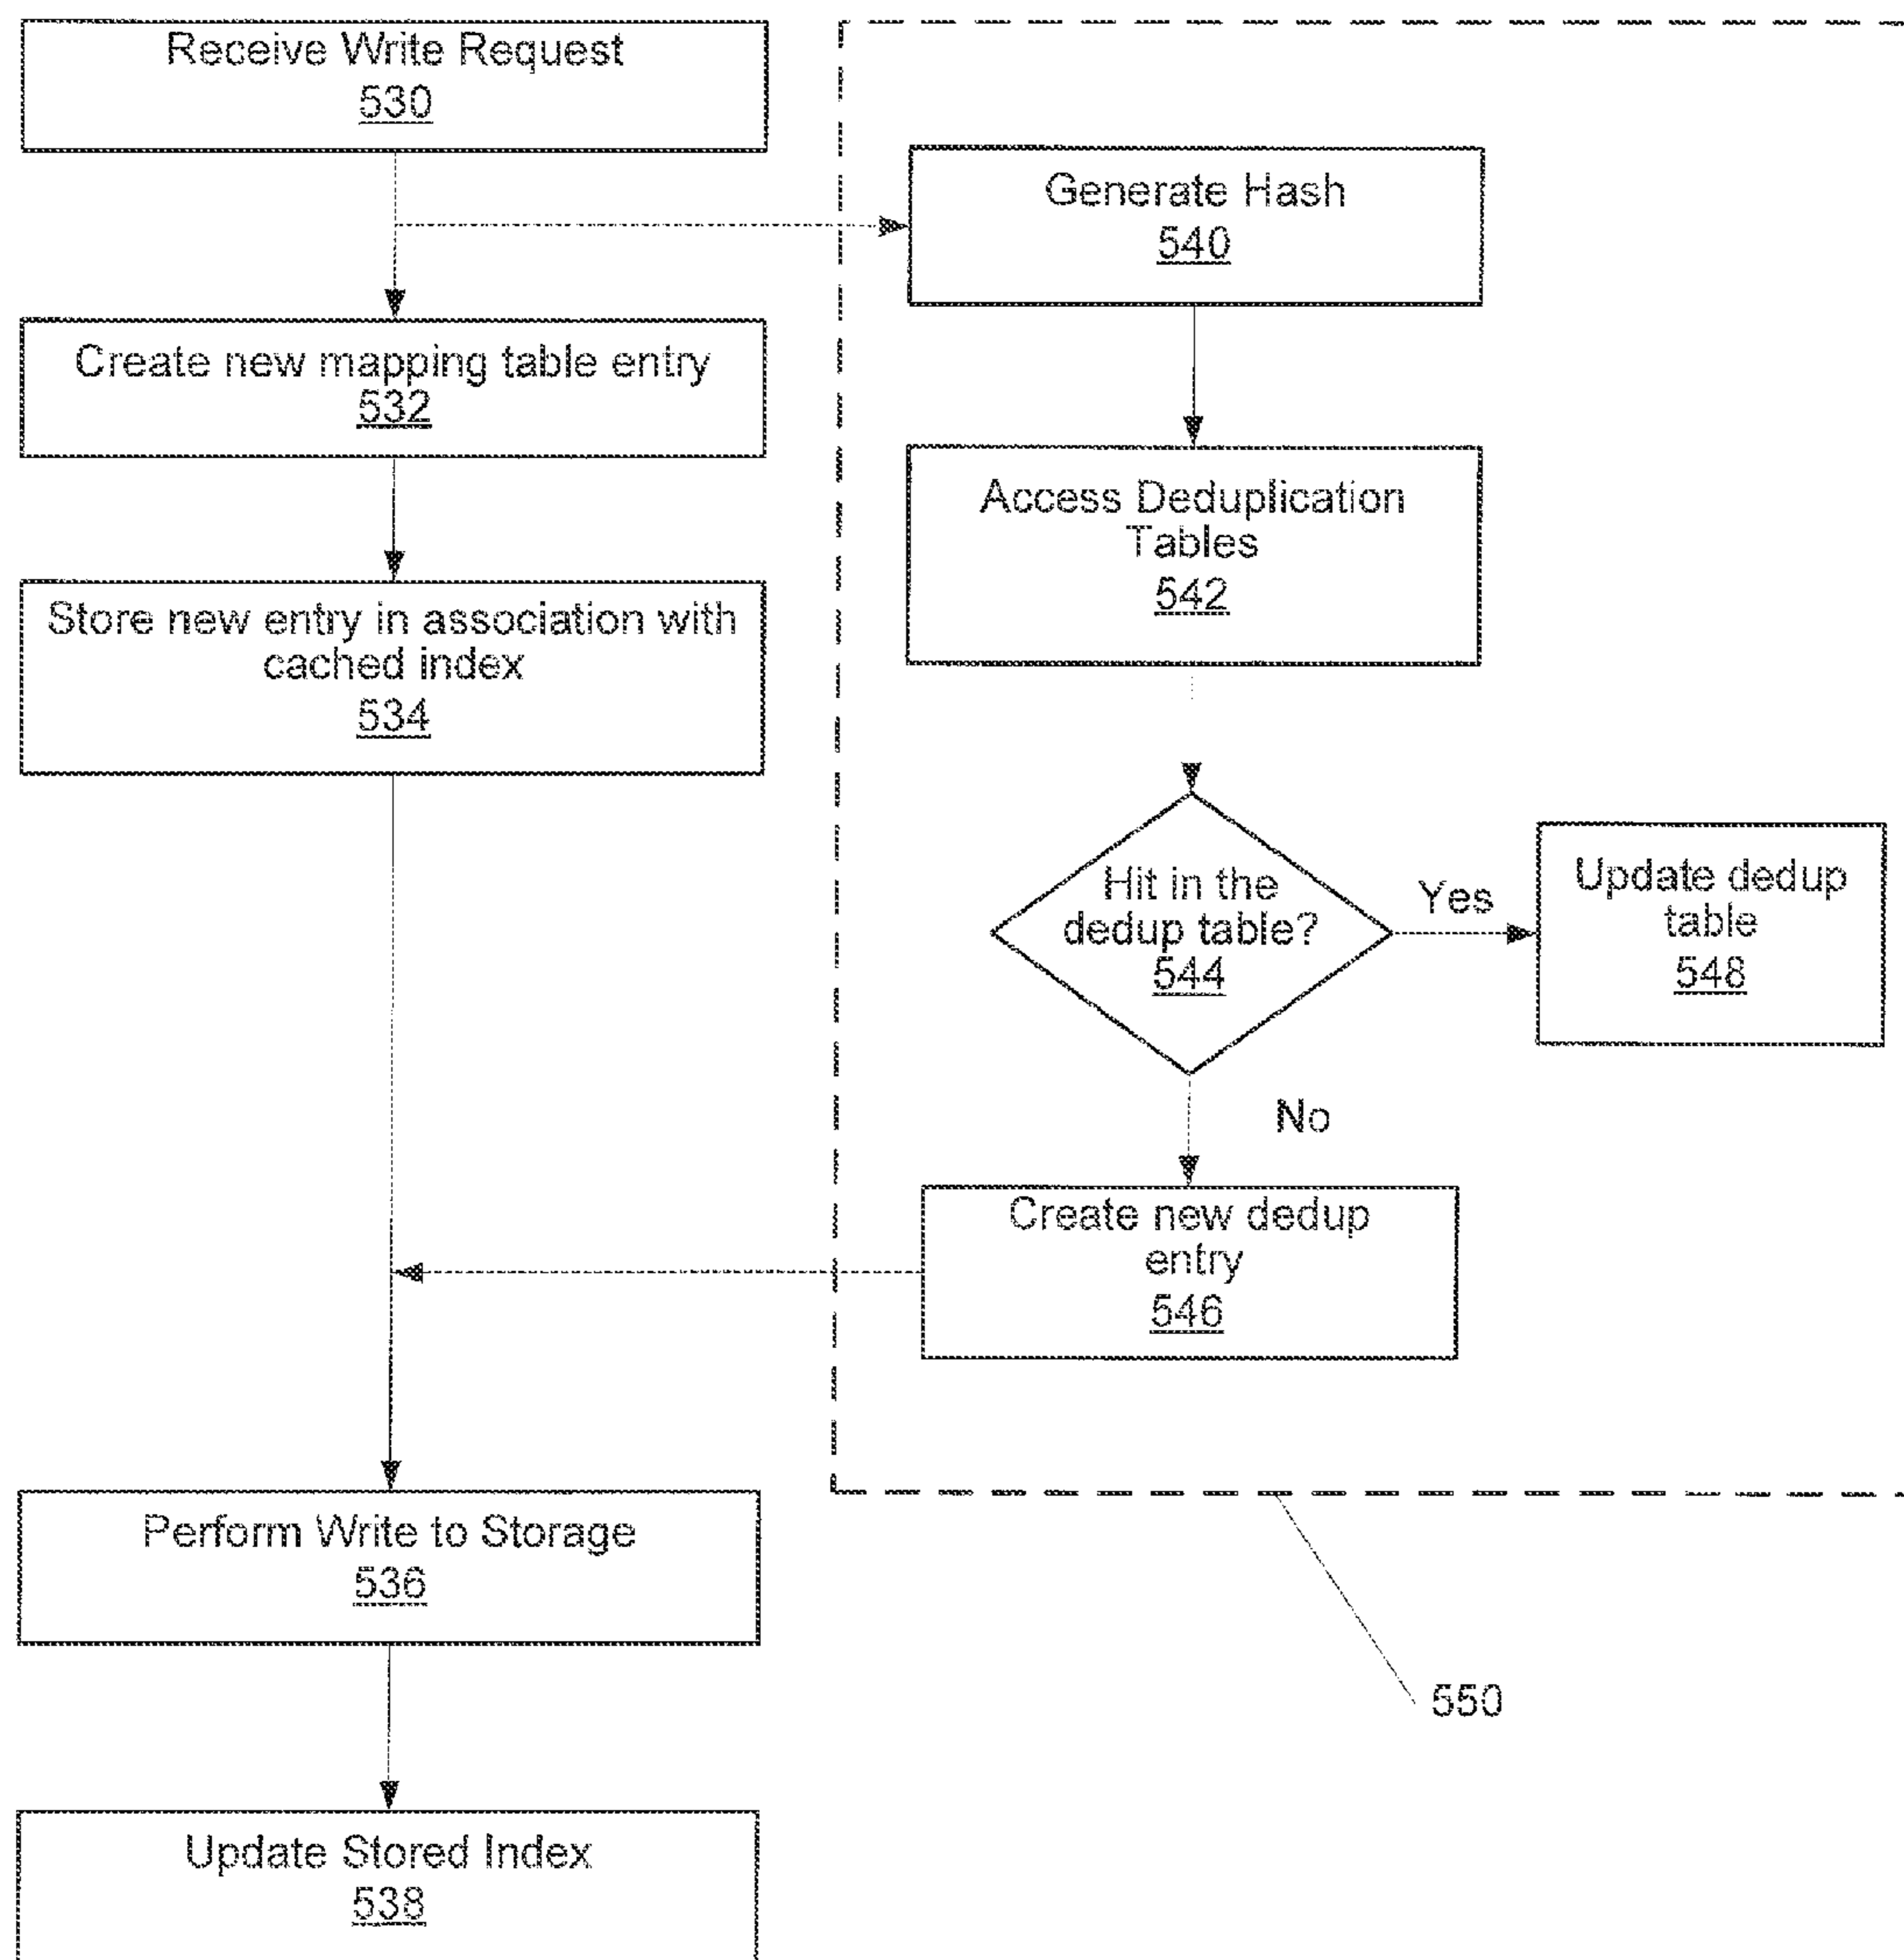 Receive Write Request
530
Create new mapping table entry
532
Store new entry in association with
cached index
534
Perform Write to Storage
536
Update Stored Index
538
Generate Hash
540
Access Deduplication
Tables
542
Hit in the
dedup table?
544
Yes
Update dedup
table
548
No
Create new dedup
entry
546
550